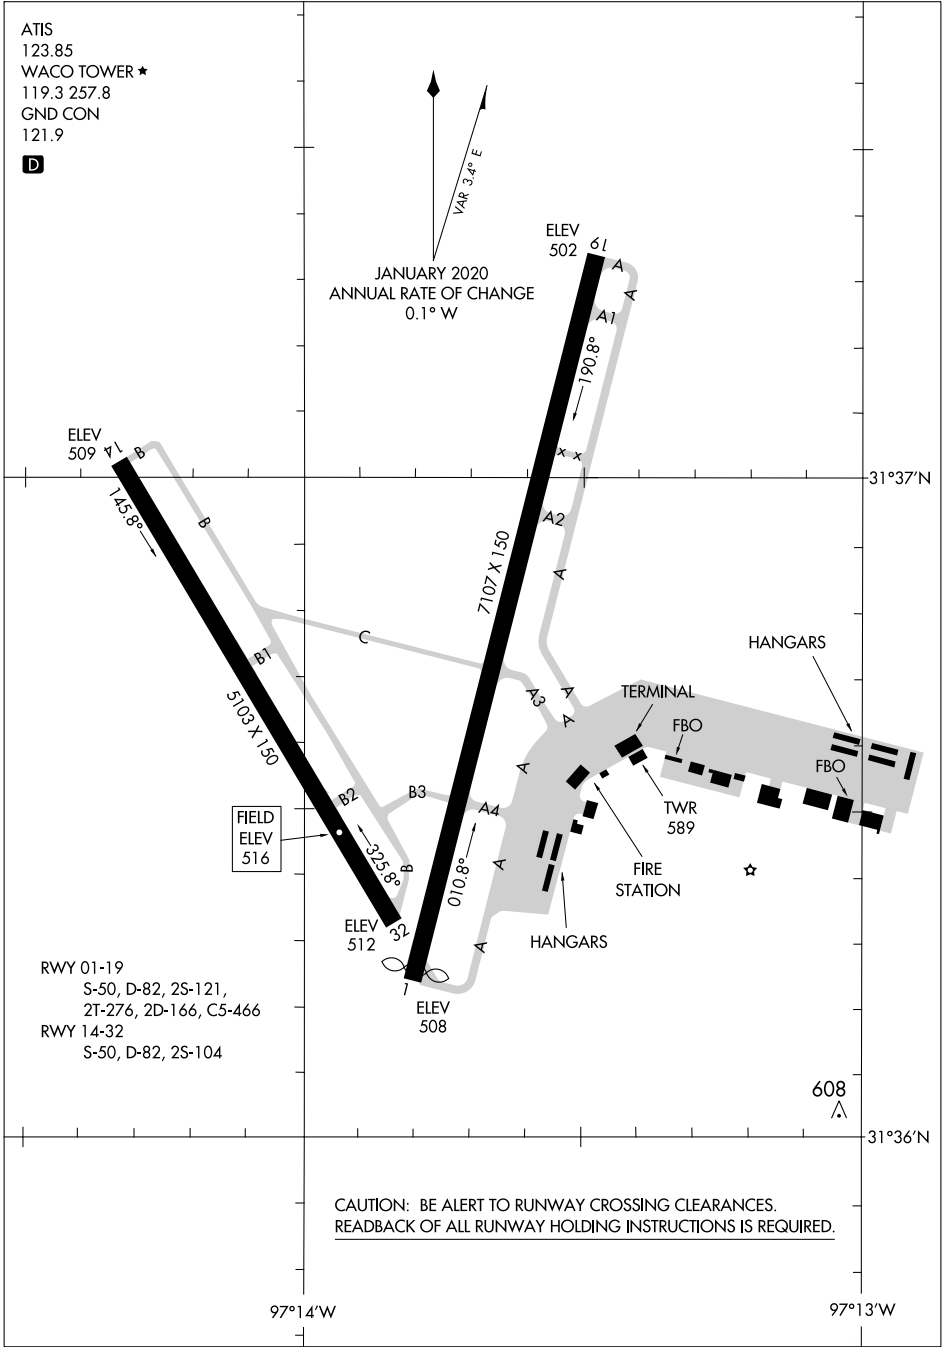 ATIS
123.85
WACO TOWER ★
119.3 257.8
GND CON
121.9
D
VAR 3.4° E
JANUARY 2020
ANNUAL RATE OF CHANGE
0.1° W
ELEV
502
19
A
A
A1
190.8°
X X
ELEV
509
14
B
145.8°
B
31°37'N
A2
A
7107 X 150
C
B1
5103 X 150
A3
A
A
HANGARS
TERMINAL
FBO
FBO
A
B2
B3
A4
TWR
589
FIELD
ELEV
516
325.8°
B
010.8°
A
FIRE
STATION
ELEV
512
32
A
HANGARS
1
ELEV
508
RWY 01-19
S-50, D-82, 2S-121,
2T-276, 2D-166, C5-466
RWY 14-32
S-50, D-82, 2S-104
608
31°36'N
CAUTION: BE ALERT TO RUNWAY CROSSING CLEARANCES.
READBACK OF ALL RUNWAY HOLDING INSTRUCTIONS IS REQUIRED.
97°14'W
97°13'W